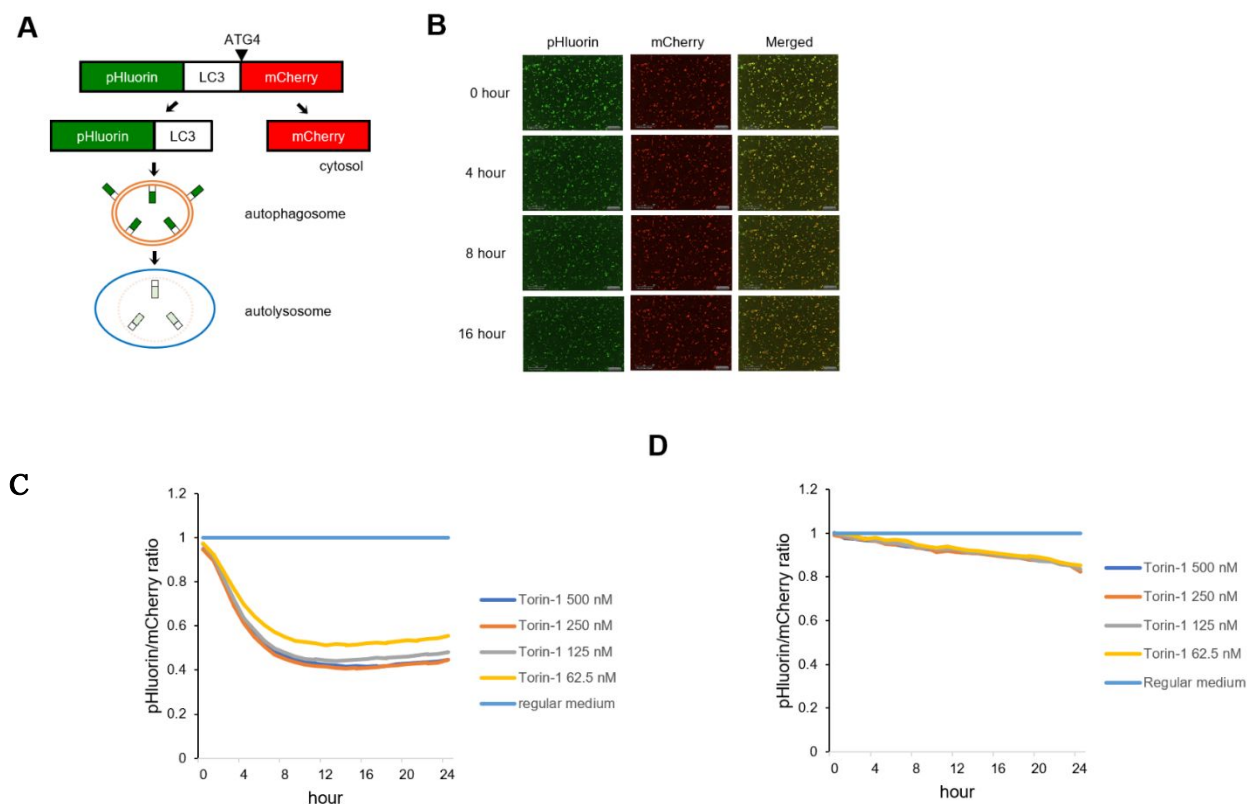 A
ATG4
pHluorin LC3 mCherry
pHluorin LC3 mCherry
cytosol
autophagosome
autolysosome
B
pHluorin mCherry Merged
0 hour
4 hour
8 hour
16 hour
C
1.2
1
0.8
0.6
0.4
0.2
0
pHluorin/mCherry ratio
0 4 8 12 16 20 24
hour
Torin-1 500 nM
Torin-1 250 nM
Torin-1 125 nM
Torin-1 62.5 nM
regular medium
D
1.2
1
0.8
0.6
0.4
0.2
0
pHluorin/mCherry ratio
0 4 8 12 16 20 24
hour
Torin-1 500 nM
Torin-1 250 nM
Torin-1 125 nM
Torin-1 62.5 nM
Regular medium